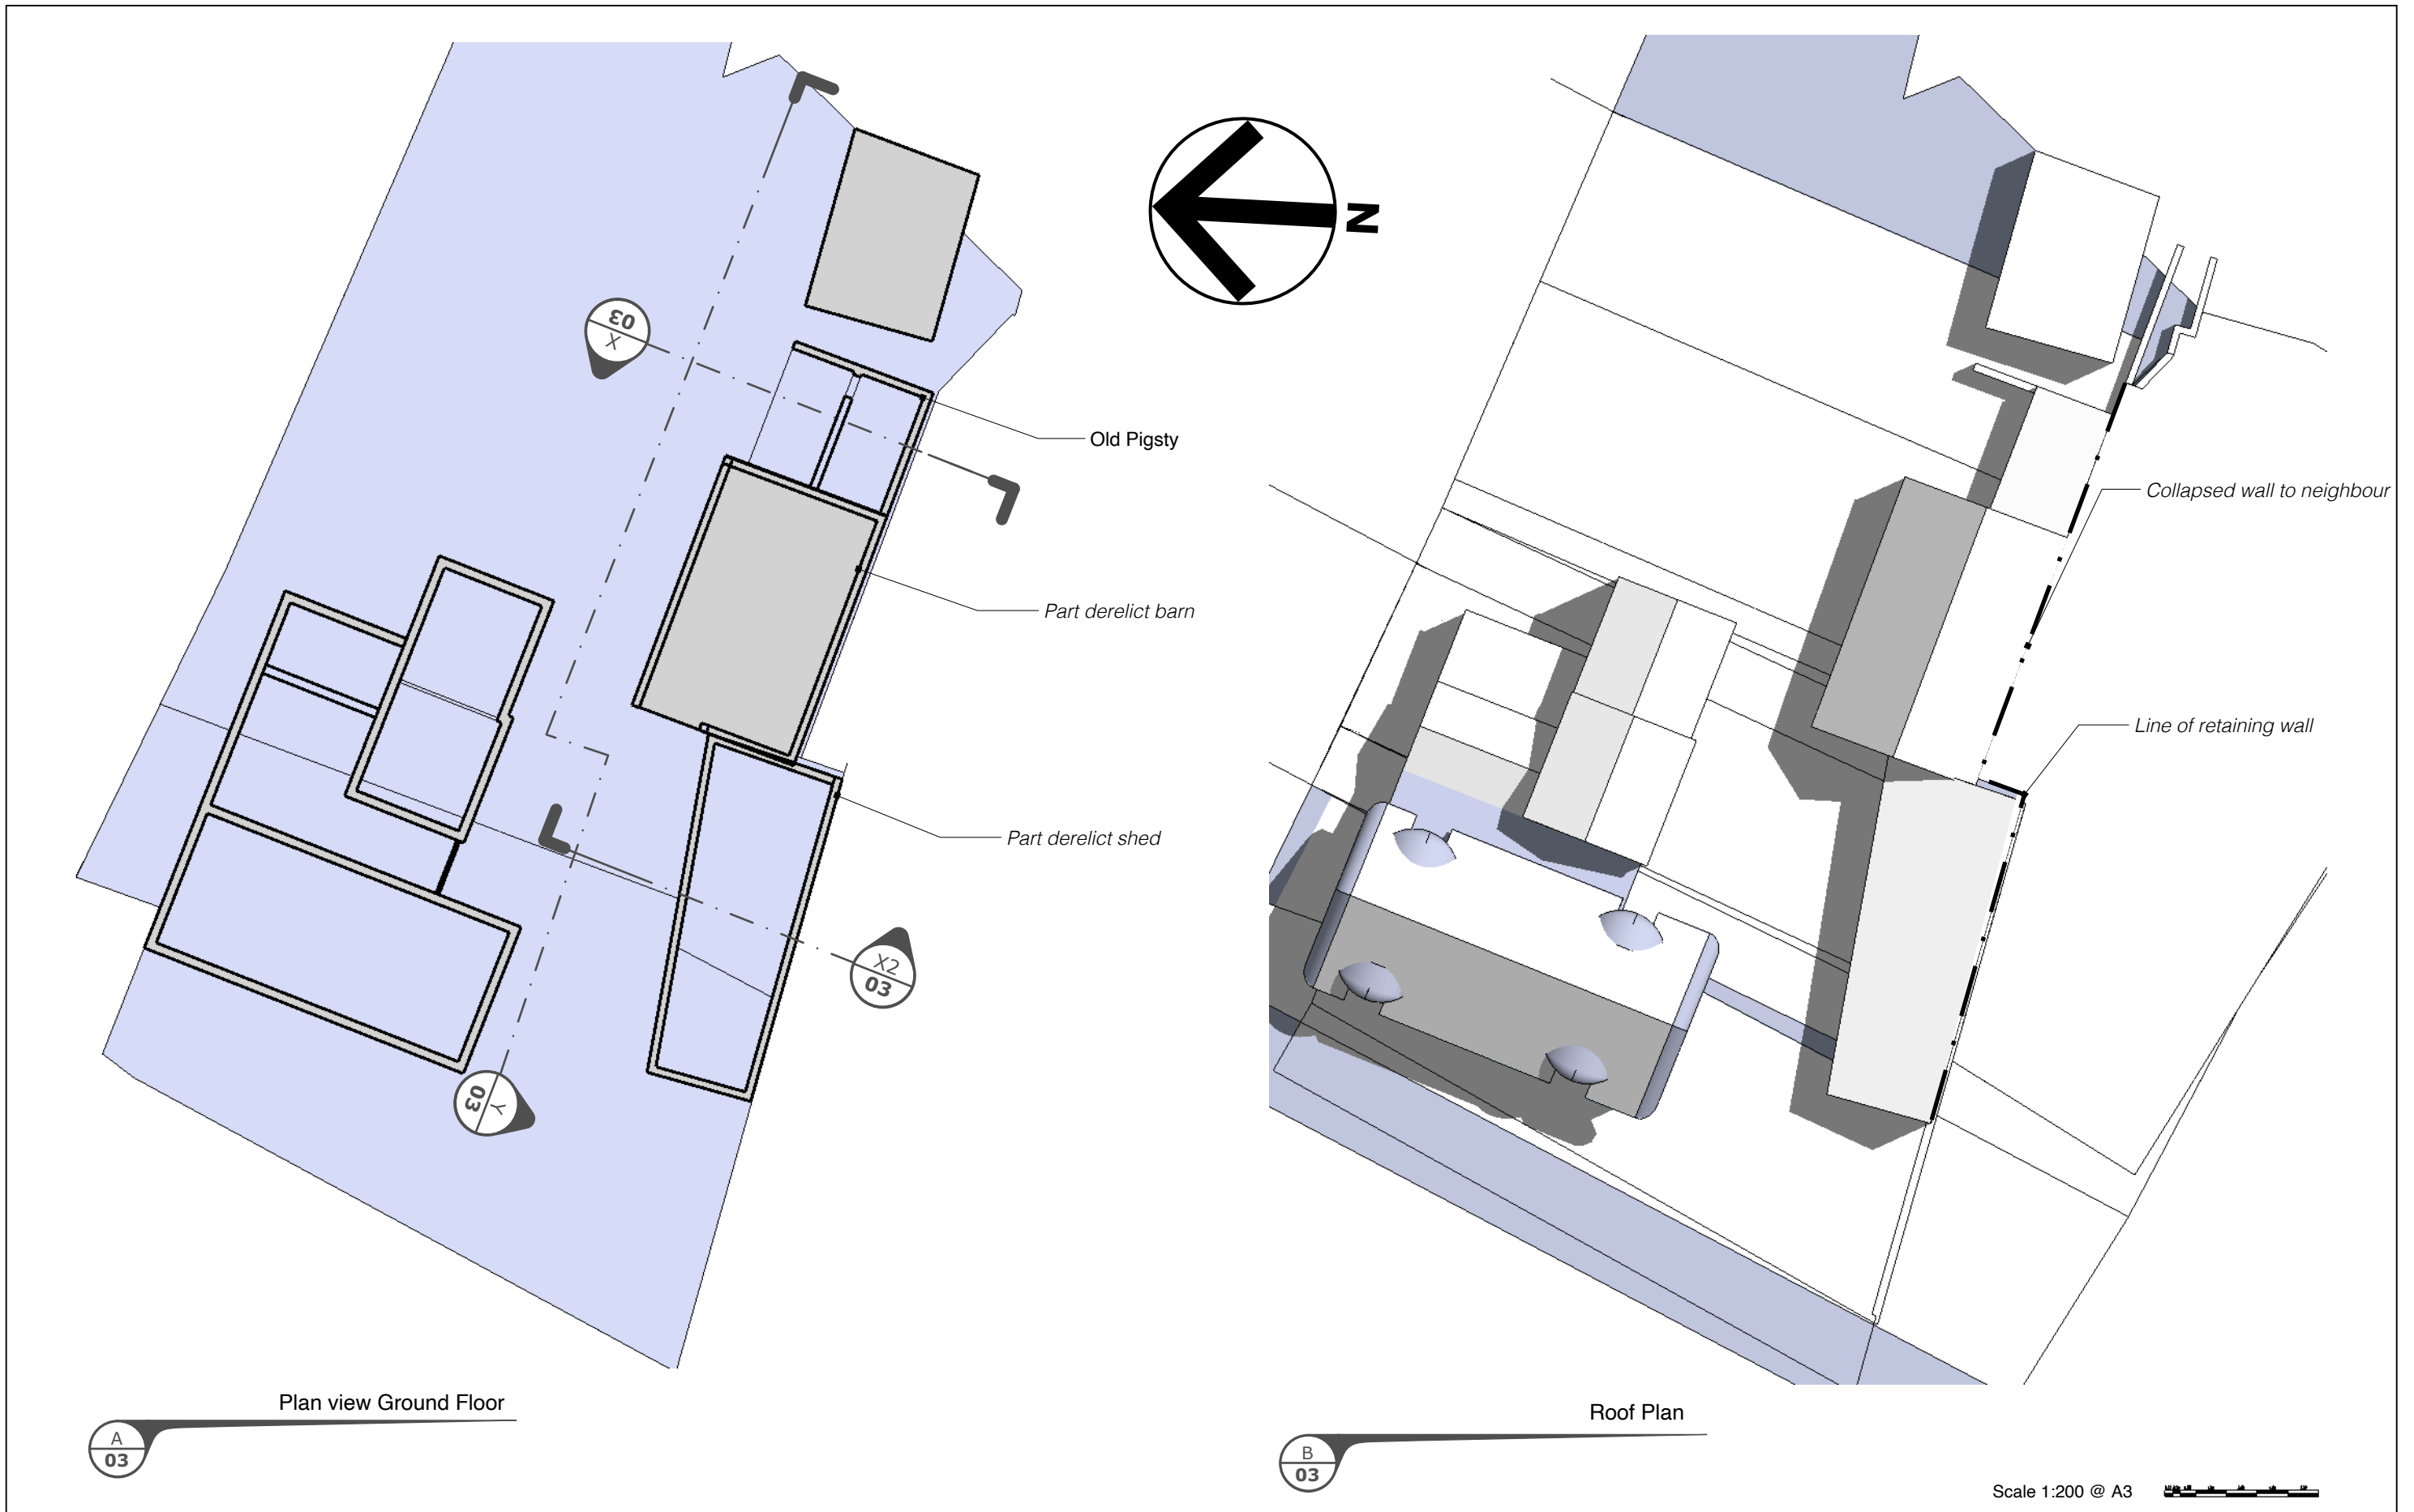 N
X
03
Old Pigsty
Part derelict barn
Part derelict shed
X2
03
Y
03
Collapsed wall to neighbour
Line of retaining wall
Plan view Ground Floor
A
03
Roof Plan
B
03
Scale 1:200 @ A3